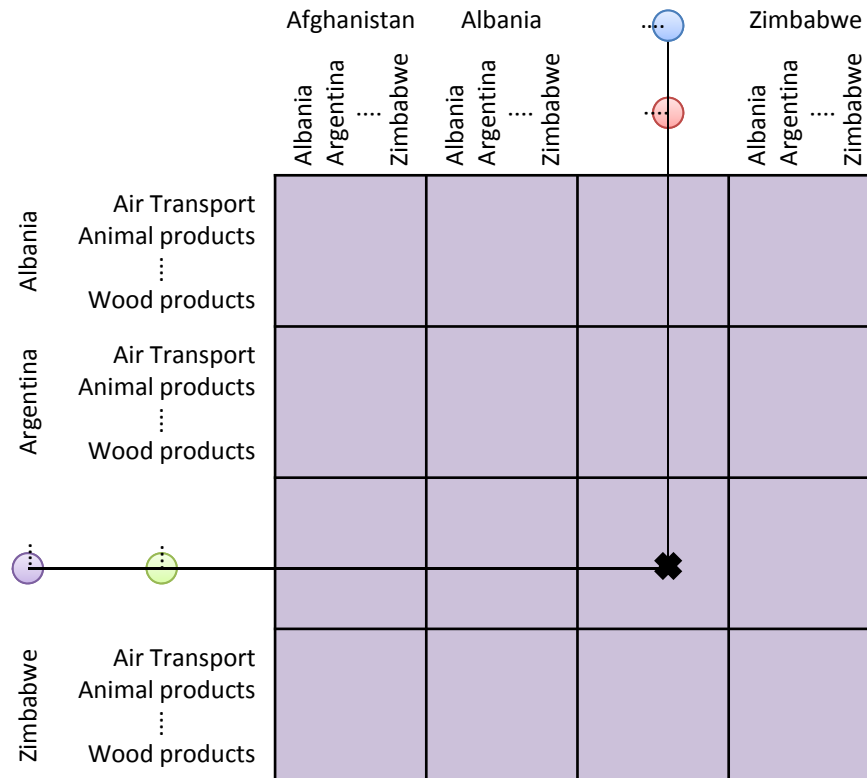 Afghanistan Albania .... Zimbabwe
Albania Argentina .... Zimbabwe Albania Argentina .... Zimbabwe .... Albania Argentina .... Zimbabwe
Albania
Air Transport
Animal products
....
Wood products
Argentina
Air Transport
Animal products
....
Wood products
.... ....
Zimbabwe
Air Transport
Animal products
....
Wood products